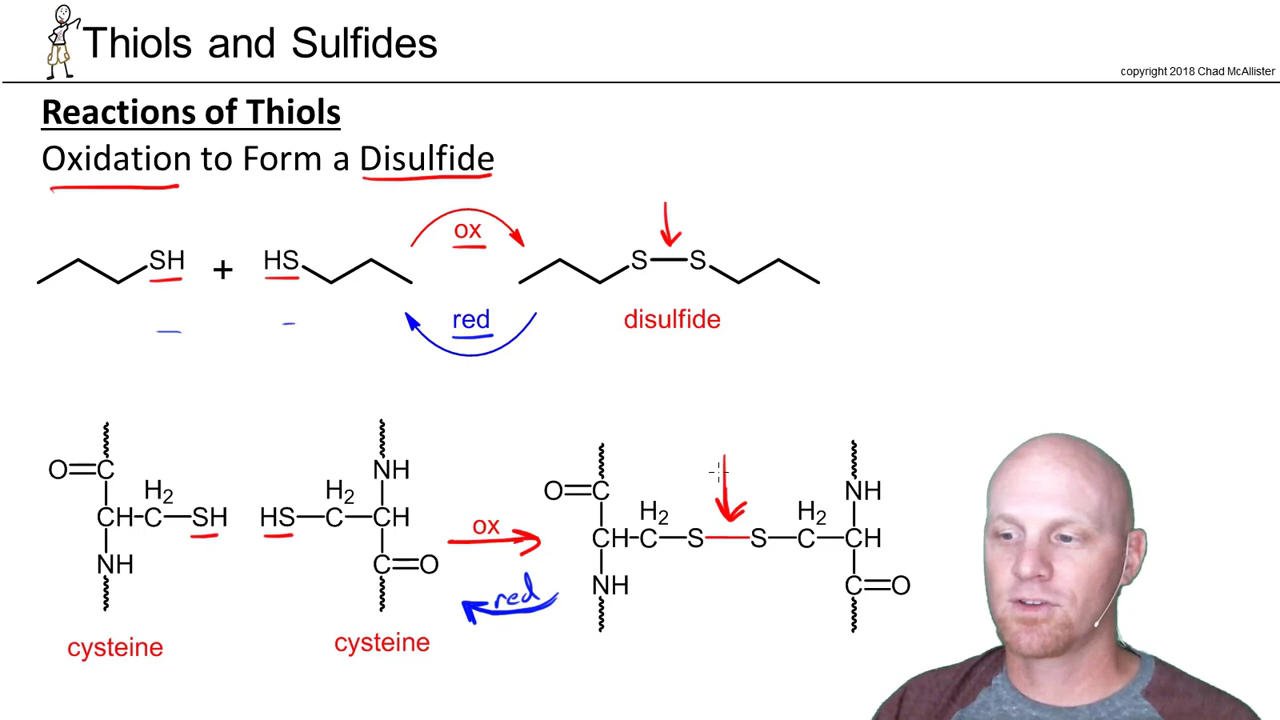 Thiols and Sulfides
copyright 2018 Chad McAllister
Reactions of Thiols
Oxidation to Form a Disulfide
SH + HS ox S S
red disulfide
O=C NH O=C NH
H2 H2 H2 H2
CH-C-SH HS-C-CH ox CH-C-S-S-C-CH
NH C=O red NH C=O
cysteine cysteine